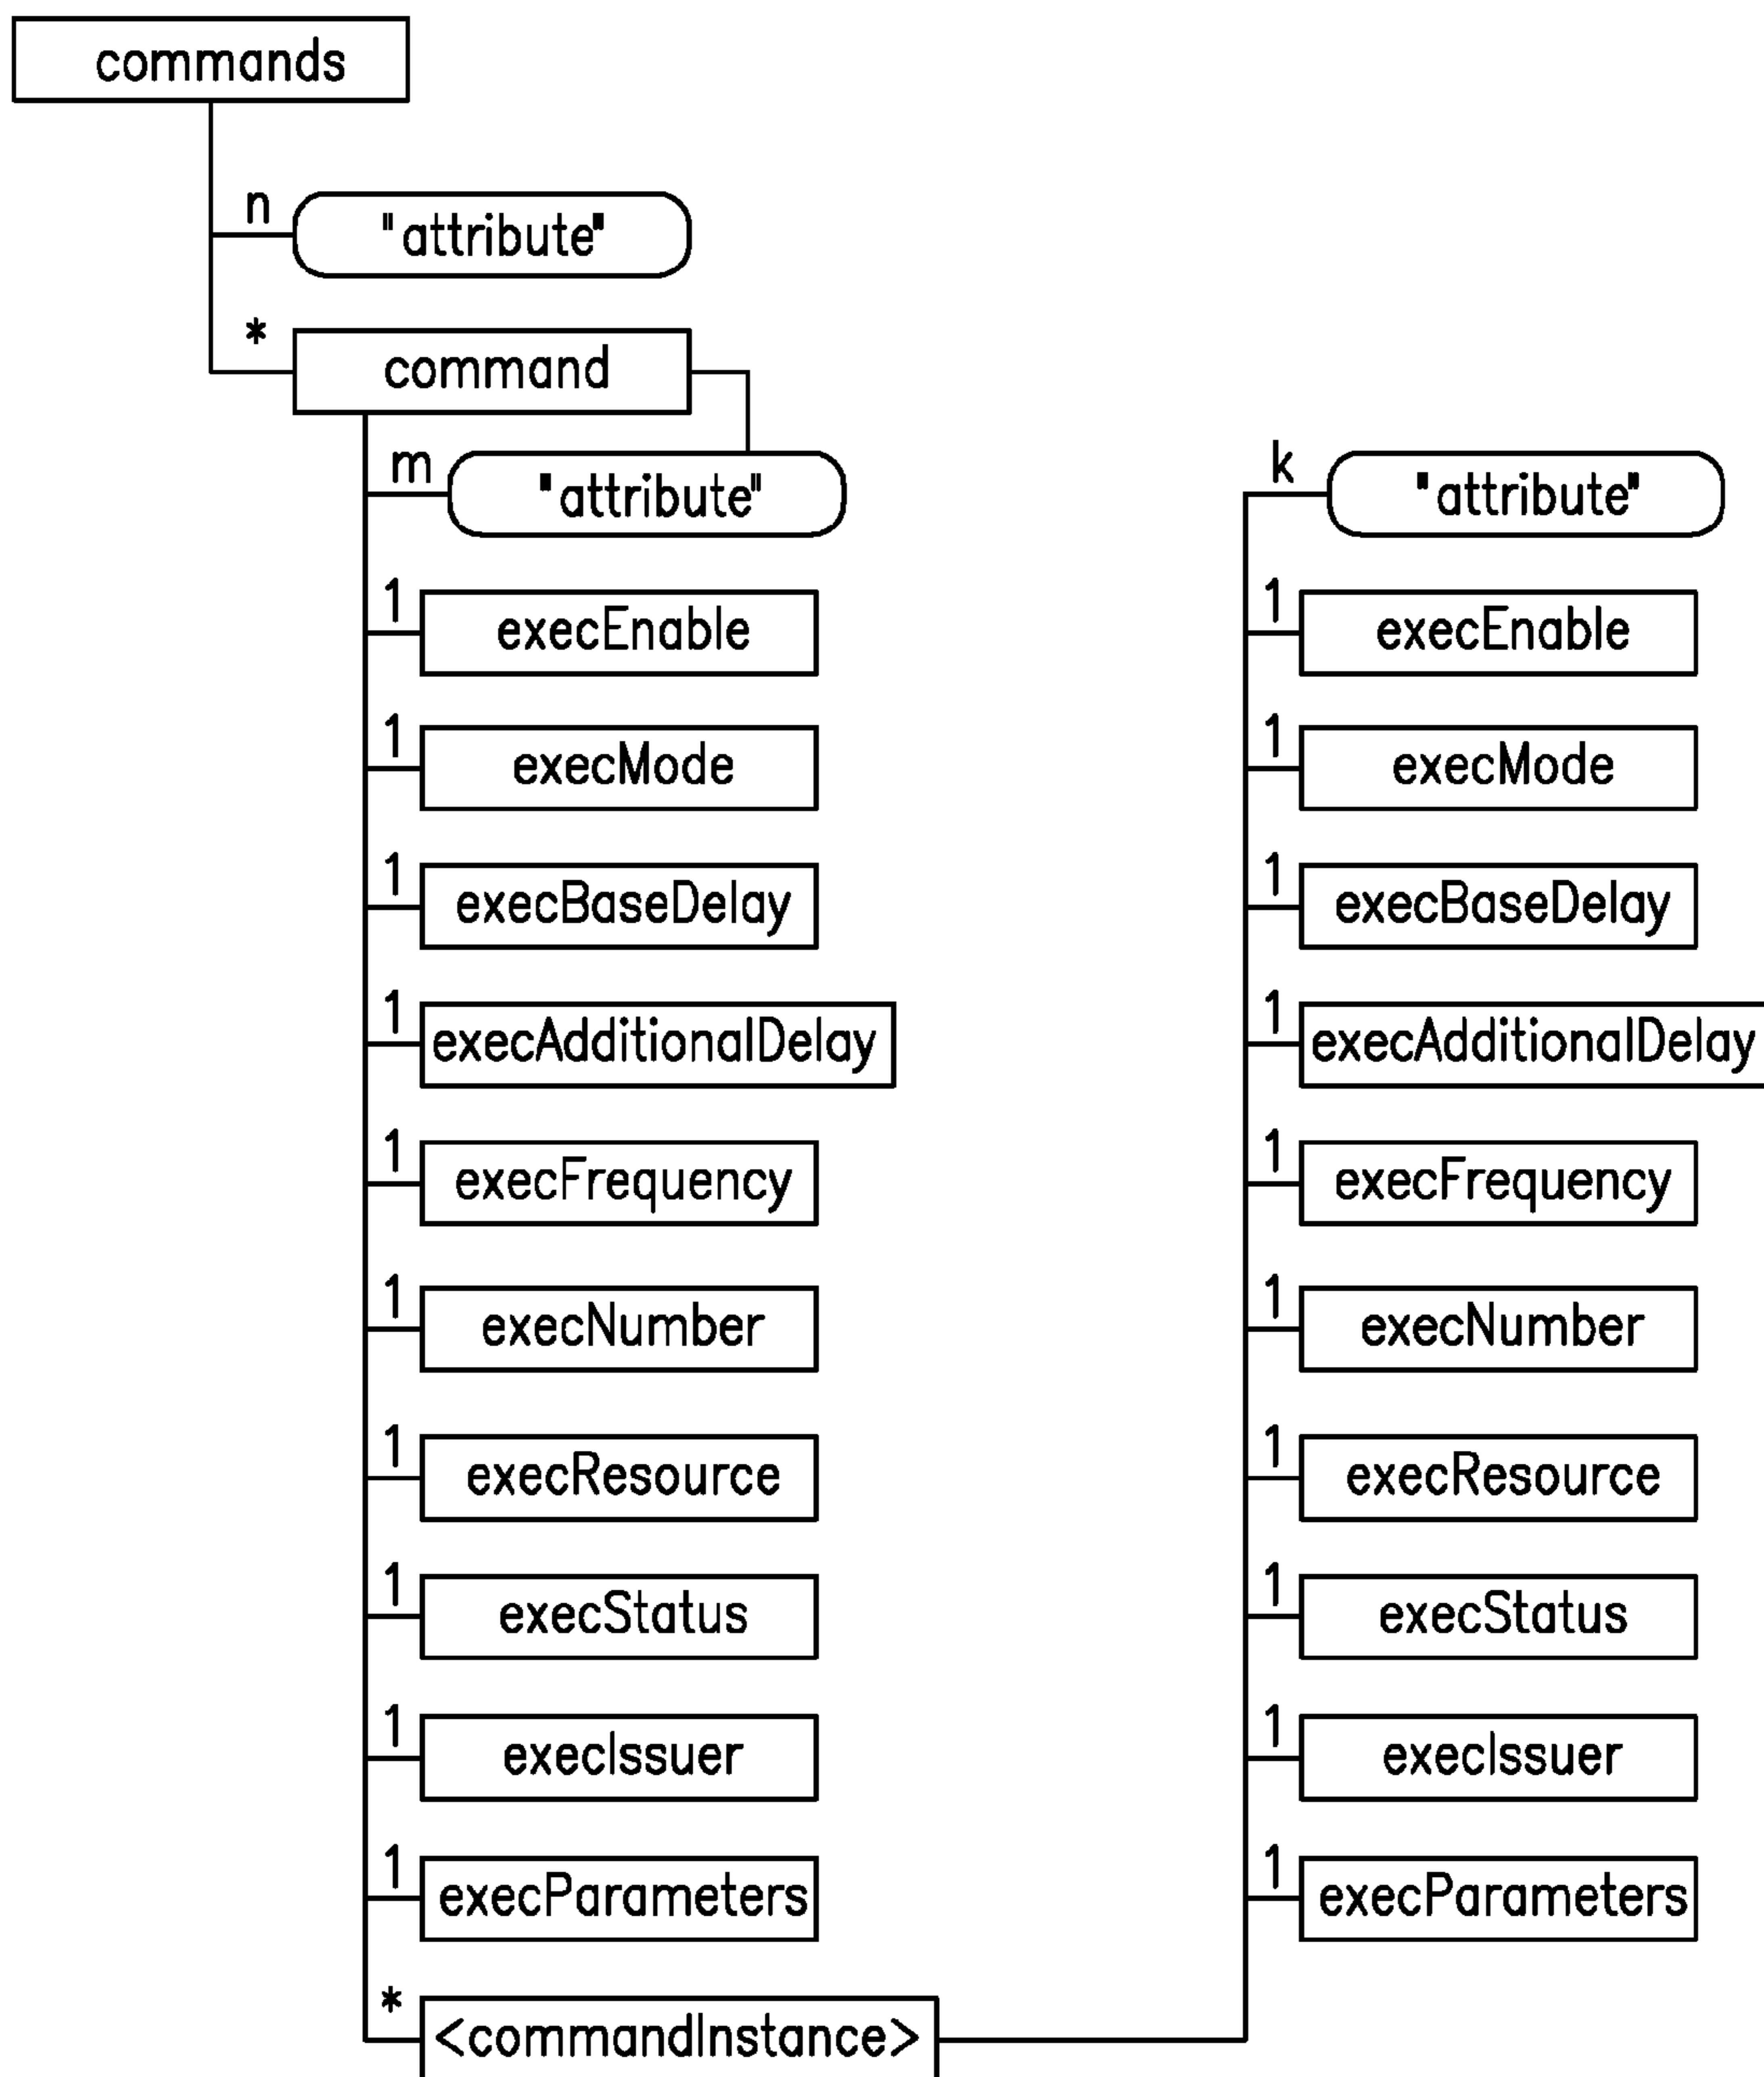 commands
n
"attribute"
*
command
m
"attribute"
1
execEnable
1
execMode
1
execBaseDelay
1
execAdditionalDelay
1
execFrequency
1
execNumber
1
execResource
1
execStatus
1
execIssuer
1
execParameters
*
<commandInstance>
k
"attribute"
1
execEnable
1
execMode
1
execBaseDelay
1
execAdditionalDelay
1
execFrequency
1
execNumber
1
execResource
1
execStatus
1
execIssuer
1
execParameters